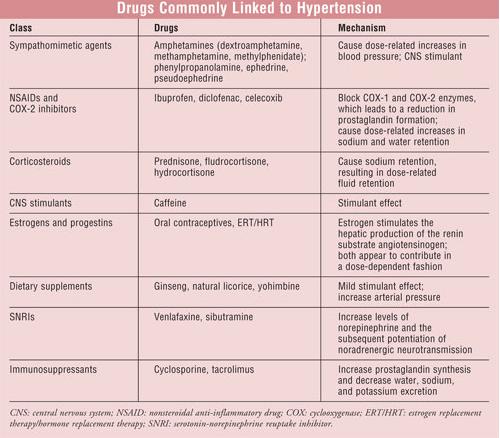 Drugs Commonly Linked to Hypertension
Class Drugs Mechanism
Sympathomimetic agents Amphetamines (dextroamphetamine, Cause dose-related increases in
methamphetamine, methylphenidate); blood pressure; CNS stimulant
phenylpropanolamine, ephedrine,
pseudoephedrine
NSAIDs and Ibuprofen, diclofenac, celecoxib Block COX-1 and COX-2 enzymes,
COX-2 inhibitors which leads to a reduction in
prostaglandin formation;
cause dose-related increases in
sodium and water retention
Corticosteroids Prednisone, fludrocortisone, Cause sodium retention,
hydrocortisone resulting in dose-related
fluid retention
CNS stimulants Caffeine Stimulant effect
Estrogens and progestins Oral contraceptives, ERT/HRT Estrogen stimulates the
hepatic production of the renin
substrate angiotensinogen;
both appear to contribute in
a dose-dependent fashion
Dietary supplements Ginseng, natural licorice, yohimbine Mild stimulant effect;
increase arterial pressure
SNRIs Venlafaxine, sibutramine Increase levels of
norepinephrine and the
subsequent potentiation of
noradrenergic neurotransmission
Immunosuppressants Cyclosporine, tacrolimus Increase prostaglandin synthesis
and decrease water, sodium,
and potassium excretion
CNS: central nervous system; NSAID: nonsteroidal anti-inflammatory drug; COX: cyclooxygenase; ERT/HRT: estrogen replacement
therapy/hormone replacement therapy; SNRI: serotonin-norepinephrine reuptake inhibitor.